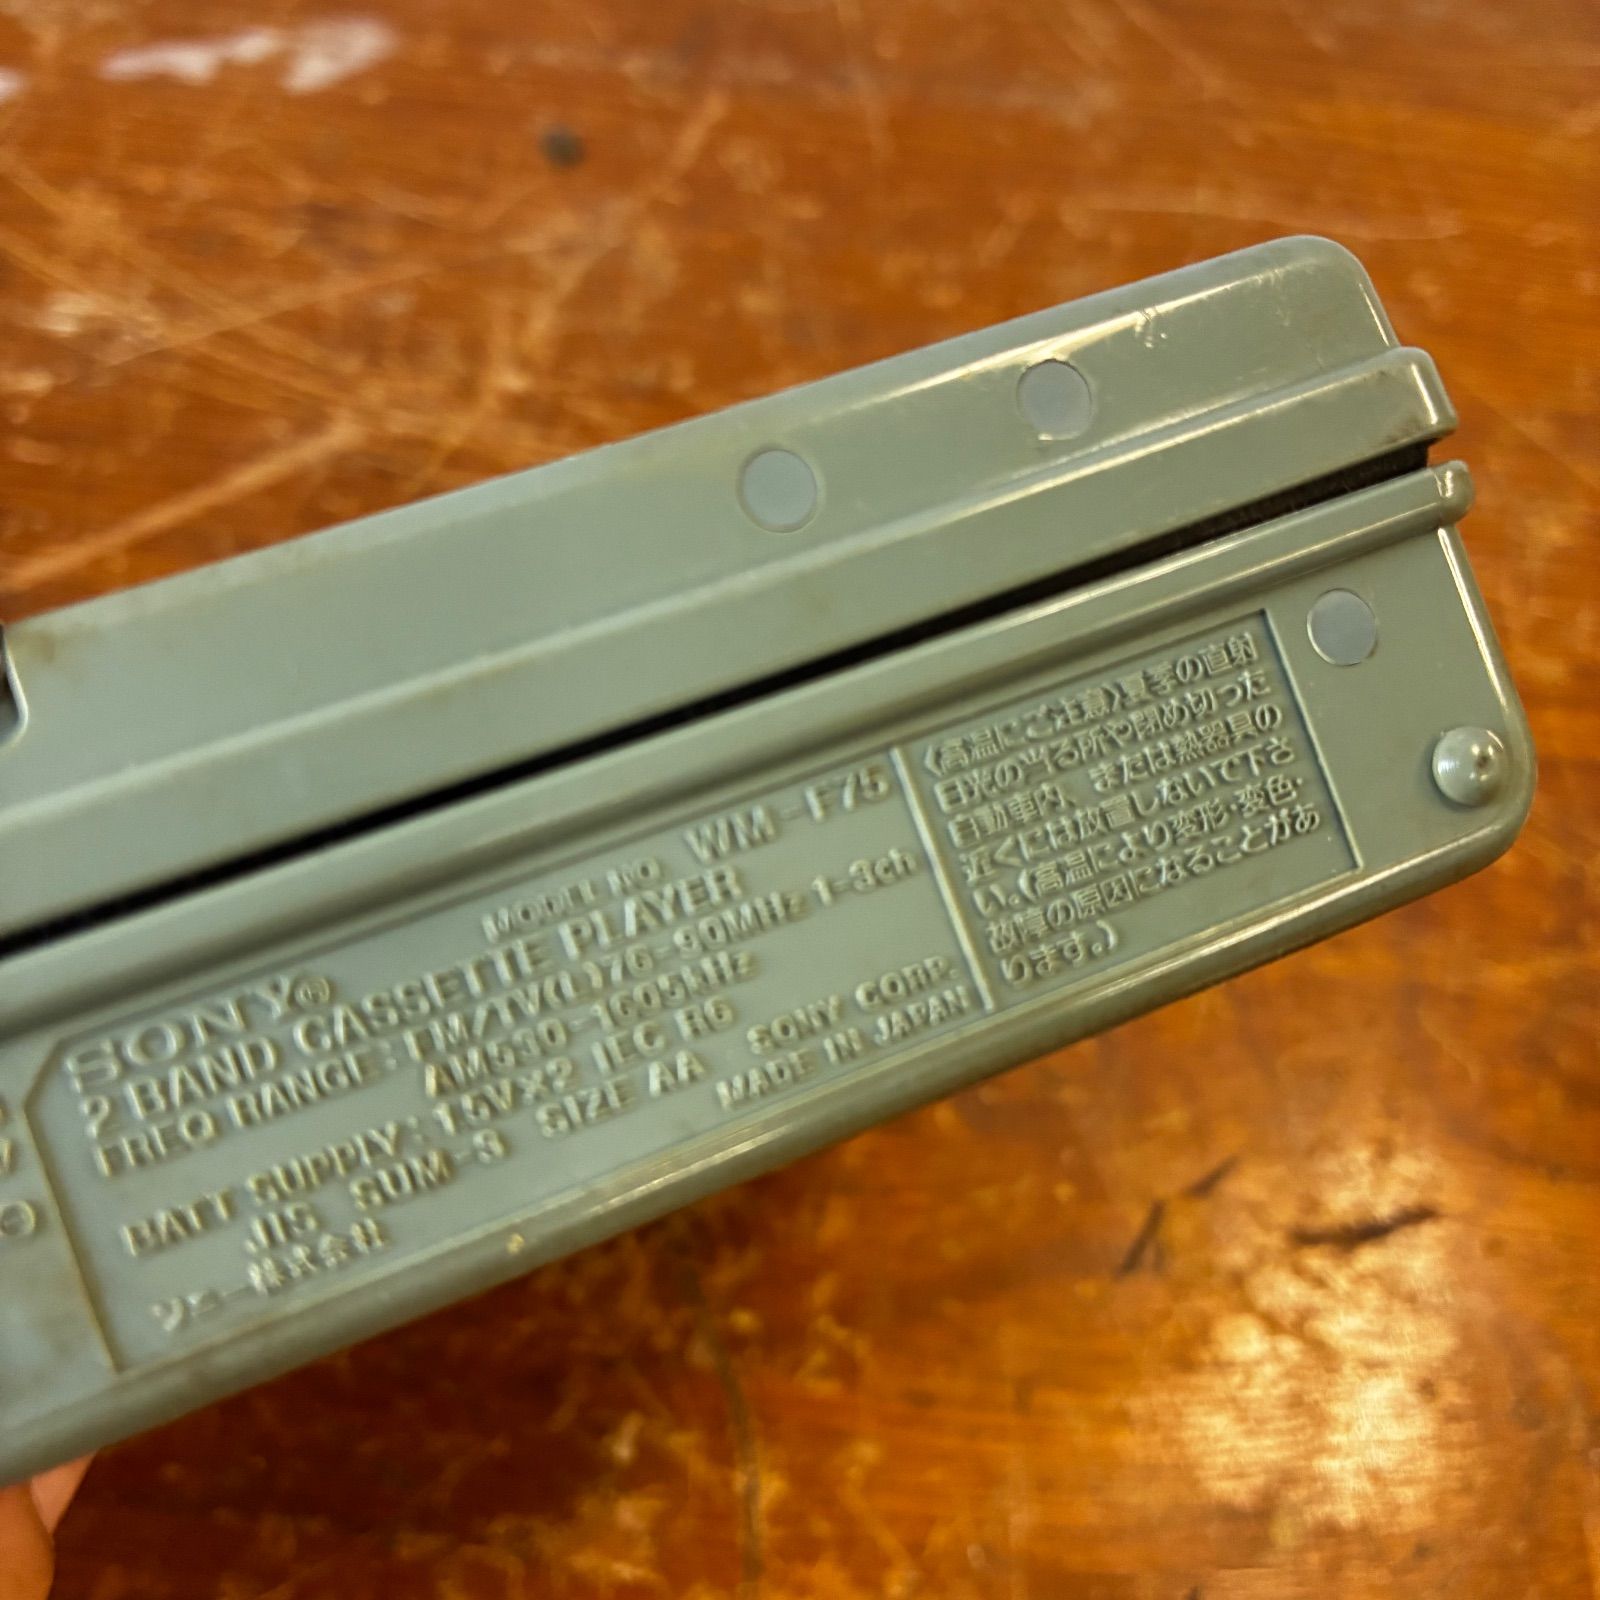 SONY®
MODEL NO. WM-F75
2 BAND CASSETTE PLAYER
FREQ RANGE: FM/TV(L)76-90MHz 1-3ch
AM530-1605kHz
BATT SUPPLY: 1.5V×2 IEC R6
JIS SUM-3 SIZE AA
SONY CORP.
ソニー株式会社
MADE IN JAPAN
〈高温にご注意〉夏季の直射
日光の当る所や閉め切った
自動車内、または熱器具の
近くには放置しないで下さ
い。(高温により変形・変色・
故障の原因になることがあ
ります。)